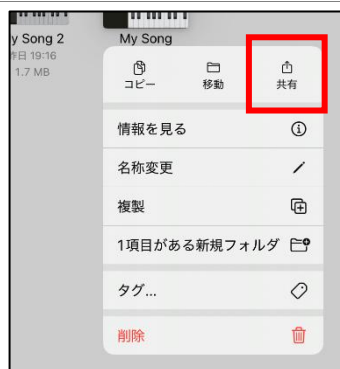 y Song 2
My Song
昨日 19:16
1.7 MB
コピー
移動
共有
情報を見る
名称変更
複製
1項目がある新規フォルダ
タグ...
削除